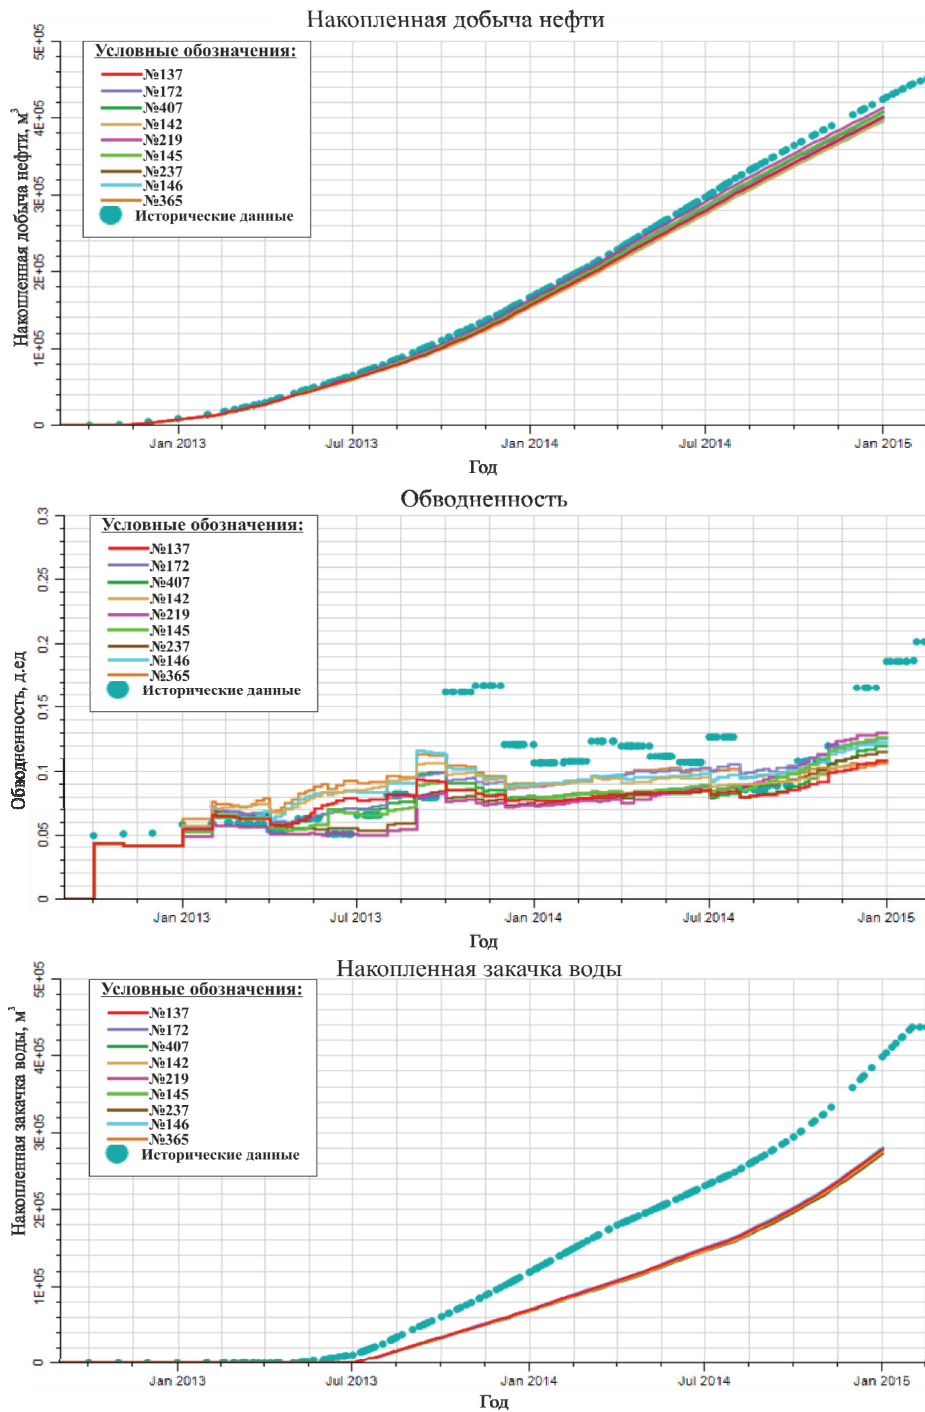 Накопленная добыча нефти
Условные обозначения:
№137
№172
№407
№142
№219
№145
№237
№146
№365
Исторические данные
Накопленная добыча нефти, м³
5E+05
4E+05
3E+05
2E+05
1E+05
0
Jan 2013
Jul 2013
Jan 2014
Jul 2014
Jan 2015
Год
Обводненность
Условные обозначения:
№137
№172
№407
№142
№219
№145
№237
№146
№365
Исторические данные
Обводненность, д.ед
0.3
0.25
0.2
0.15
0.1
0.05
0
Jan 2013
Jul 2013
Jan 2014
Jul 2014
Jan 2015
Год
Накопленная закачка воды
Условные обозначения:
№137
№172
№407
№142
№219
№145
№237
№146
№365
Исторические данные
Накопленная закачка воды, м³
5E+05
4E+05
3E+05
2E+05
1E+05
0
Jan 2013
Jul 2013
Jan 2014
Jul 2014
Jan 2015
Год